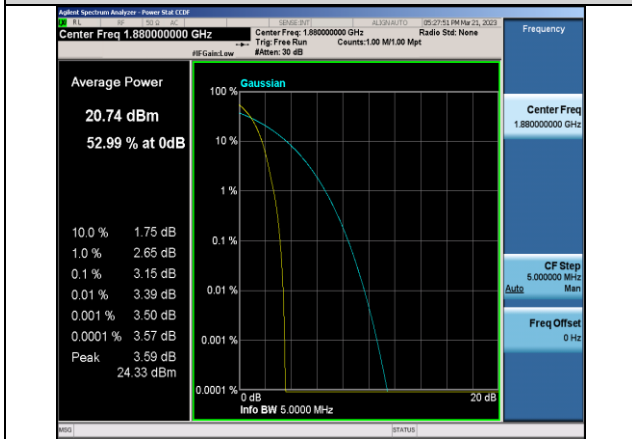 Agilent Spectrum Analyzer - Power Stat CCDF
RL RF 50 Ω AC SENSE:INT ALIGNAUTO 05:27:51 PM Mar 21, 2023
Center Freq 1.880000000 GHz
Center Freq: 1.880000000 GHz Radio Std: None
Trig: Free Run Counts:1.00 M/1.00 Mpt
#IFGain:Low #Atten: 30 dB
Frequency
Average Power
20.74 dBm
52.99 % at 0dB
10.0 % 1.75 dB
1.0 % 2.65 dB
0.1 % 3.15 dB
0.01 % 3.39 dB
0.001 % 3.50 dB
0.0001 % 3.57 dB
Peak 3.59 dB
24.33 dBm
Gaussian
100 %
10 %
1 %
0.1 %
0.01 %
0.001 %
0.0001 %
0 dB 20 dB
Info BW 5.0000 MHz
Center Freq
1.880000000 GHz
CF Step
5.000000 MHz
Auto Man
Freq Offset
0 Hz
MSG STATUS